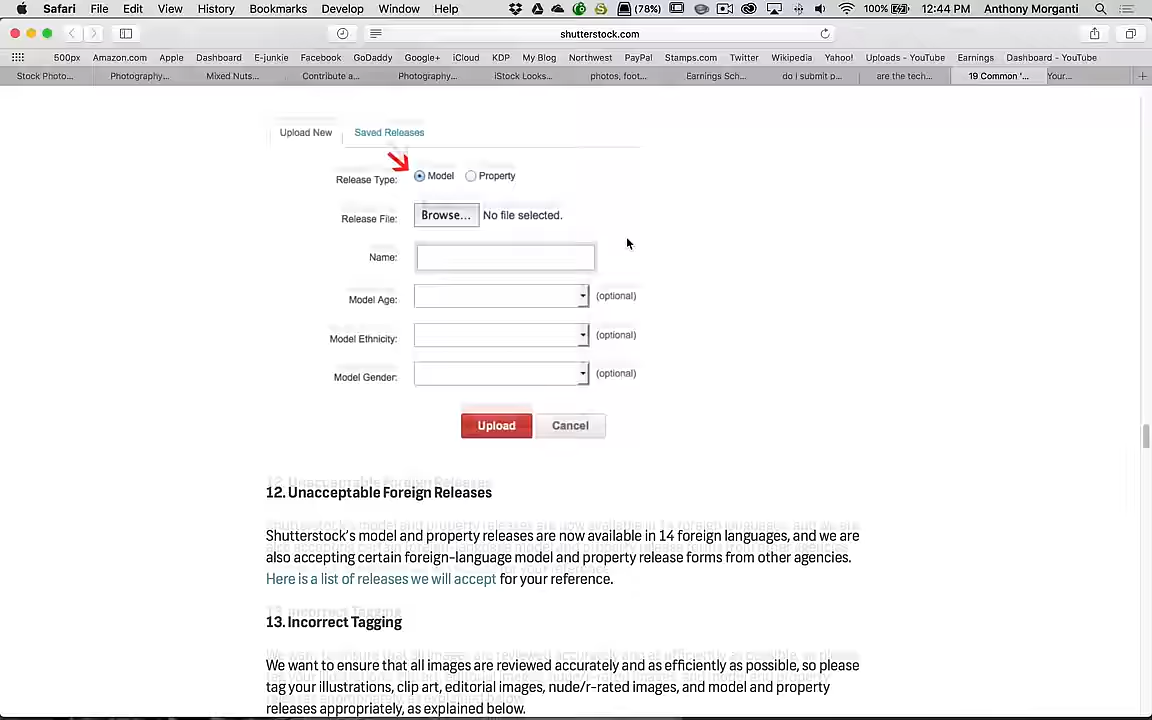 Safari File Edit View History Bookmarks Develop Window Help (78%) 100% 12:44 PM Anthony Morganti
shutterstock.com
500px Amazon.com Apple Dashboard E-junkie Facebook GoDaddy Google+ iCloud KDP My Blog Northwest PayPal Stamps.com Twitter Wikipedia Yahoo! Uploads - YouTube Earnings Dashboard - YouTube
Stock Photo... Photography... Mixed Nuts... Contribute a... Photography... iStock Looks... photos, foot... Earnings Sch... do i submit p... are the tech... 19 Common '... Your...
Upload New Saved Releases
Release Type: Model Property
Release File: Browse... No file selected.
Name:
Model Age: (optional)
Model Ethnicity: (optional)
Model Gender: (optional)
Upload Cancel
12. Unacceptable Foreign Releases
Shutterstock's model and property releases are now available in 14 foreign languages, and we are
also accepting certain foreign-language model and property release forms from other agencies.
Here is a list of releases we will accept for your reference.
13. Incorrect Tagging
We want to ensure that all images are reviewed accurately and as efficiently as possible, so please
tag your illustrations, clip art, editorial images, nude/r-rated images, and model and property
releases appropriately, as explained below.